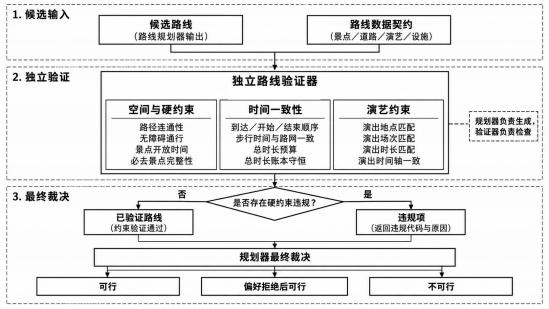 1. 候选输入
候选路线
(路线规划器输出)
路线数据契约
(景点／道路／演艺／设施)
2. 独立验证
独立路线验证器
空间与硬约束
路径连通性
无障碍通行
景点开放时间
必去景点完整性
时间一致性
到达／开始／结束顺序
步行时间与路网一致
总时长预算
总时长账本守恒
演艺约束
演出地点匹配
演出场次匹配
演出时长匹配
演出时间轴一致
规划器负责生成，
验证器负责检查
3. 最终裁决
否
是否存在硬约束违规？
是
已验证路线
(约束验证通过)
违规项
(返回违规代码与原因)
规划器最终裁决
可行
偏好拒绝后可行
不可行